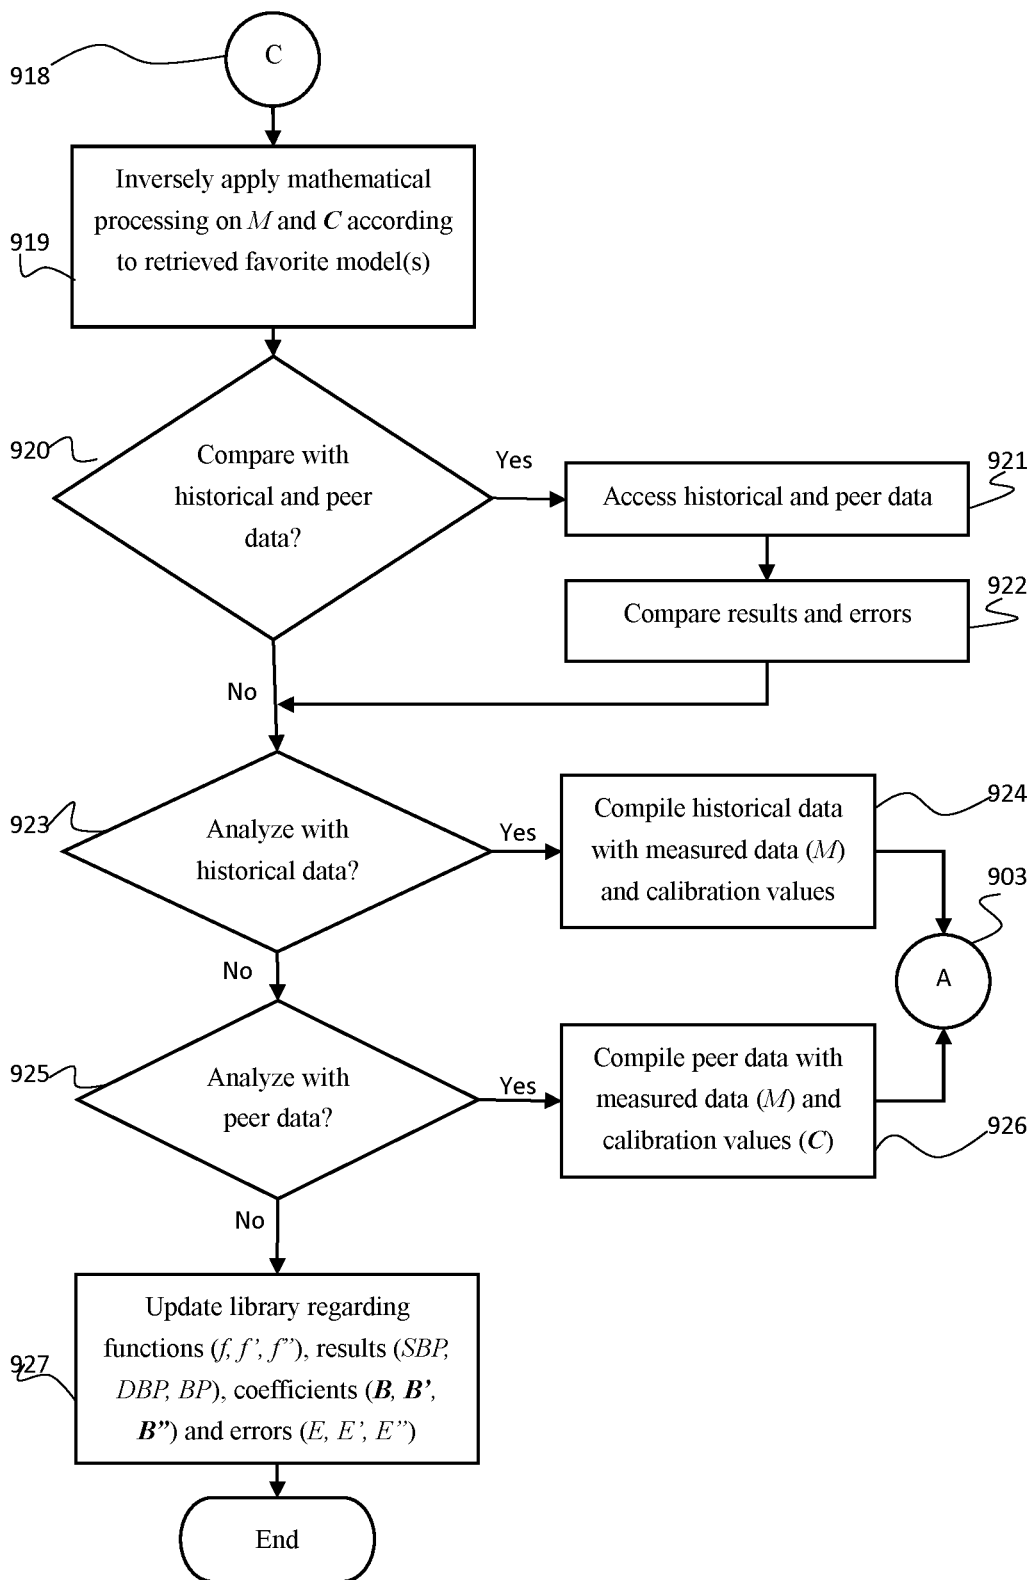 C
918
Inversely apply mathematical
processing on M and C according
to retrieved favorite model(s)
919
920
Compare with
historical and peer
data?
Yes
Access historical and peer data
921
Compare results and errors
922
No
923
Analyze with
historical data?
Yes
Compile historical data
with measured data (M)
and calibration values
924
903
A
No
925
Analyze with
peer data?
Yes
Compile peer data with
measured data (M) and
calibration values (C)
926
No
Update library regarding
functions (f, f’, f”), results (SBP,
DBP, BP), coefficients (B, B’,
B”) and errors (E, E’, E”)
927
End